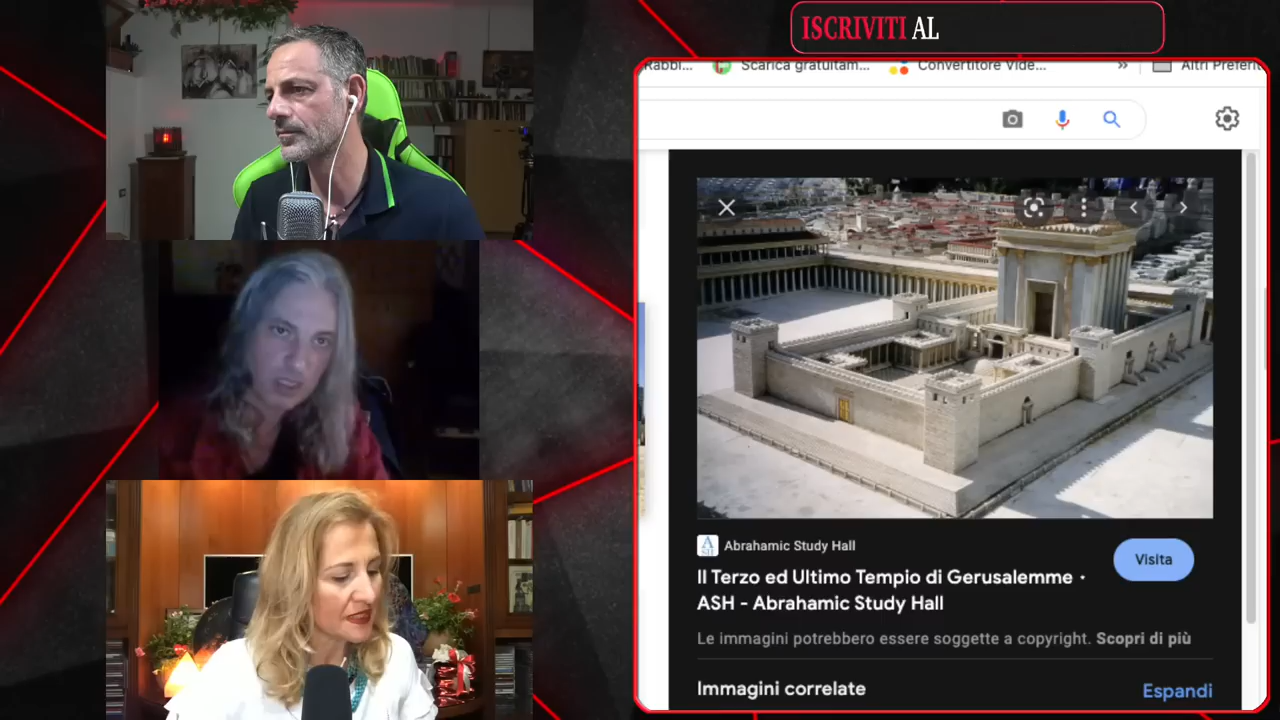 ISCRIVITI AL
Rabbi... Scarica gratuitam... Convertitore Vide... » Altri Preferit
Abrahamic Study Hall
Il Terzo ed Ultimo Tempio di Gerusalemme ·
ASH - Abrahamic Study Hall
Visita
Le immagini potrebbero essere soggette a copyright. Scopri di più
Immagini correlate
Espandi